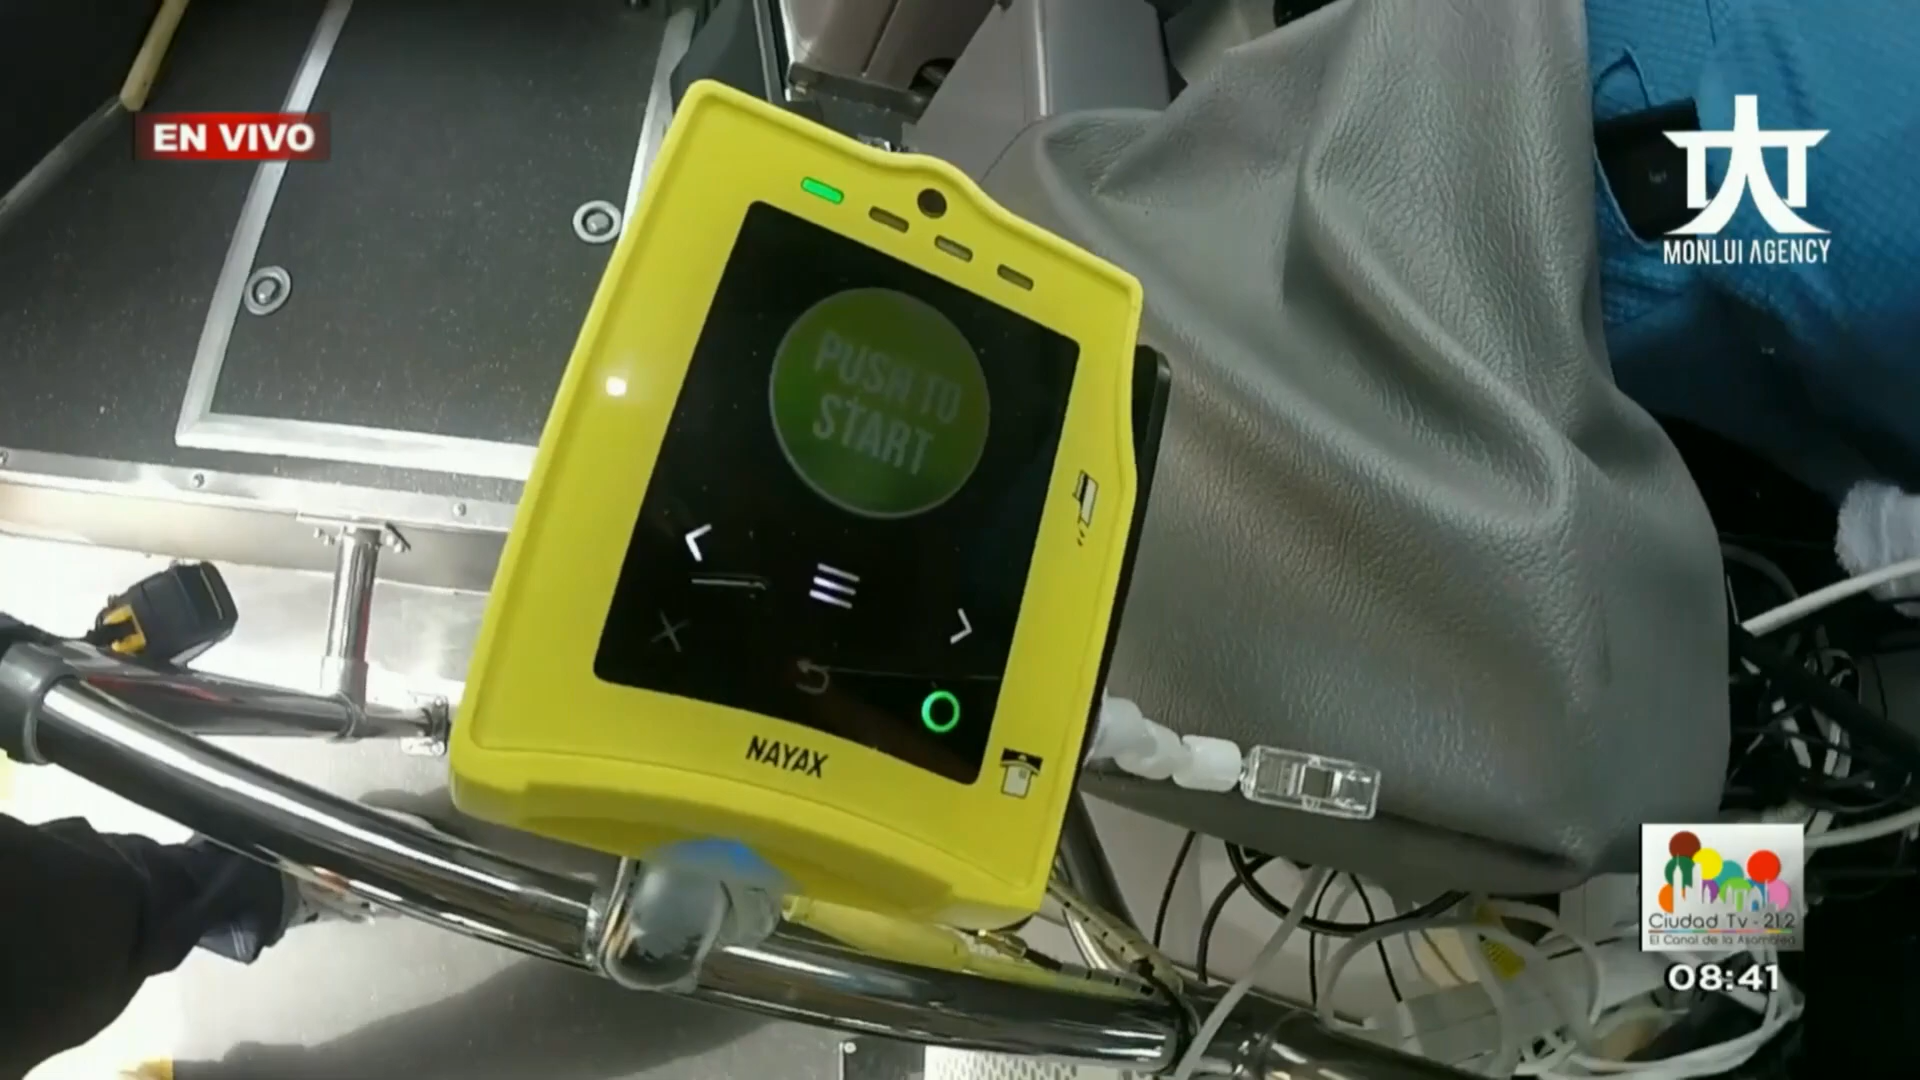 EN VIVO
MONLUI AGENCY
PUSH TO
START
NAYAX
Ciudad Tv - 21.2
El Canal de la Asamblea
08:41